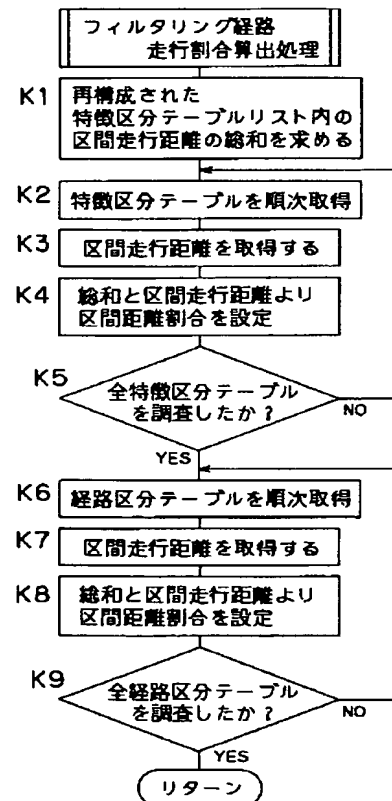 フィルタリング経路
走行割合算出処理
K1
再構成された
特徴区分テーブルリスト内の
区間走行距離の総和を求める
K2
特徴区分テーブルを順次取得
K3
区間走行距離を取得する
K4
総和と区間走行距離より
区間距離割合を設定
K5
全特徴区分テーブル
を調査したか？
NO
YES
K6
経路区分テーブルを順次取得
K7
区間走行距離を取得する
K8
総和と区間走行距離より
区間距離割合を設定
K9
全経路区分テーブル
を調査したか？
NO
YES
リターン